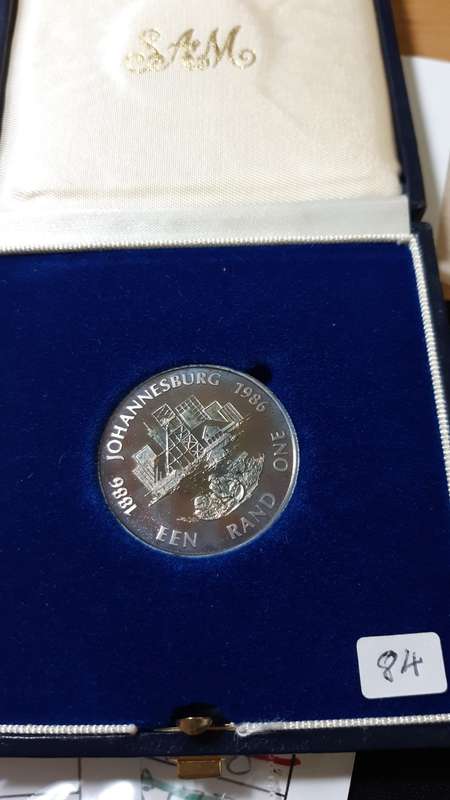 SAM
1886 JOHANNESBURG 1986
EEN RAND ONE
84